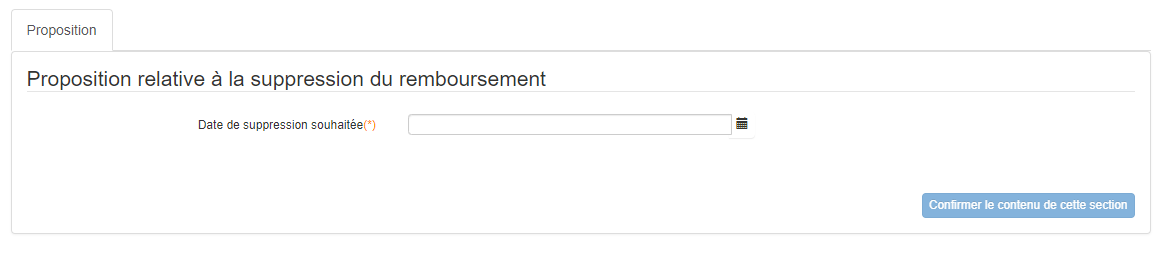 Proposition
Proposition relative à la suppression du remboursement
Date de suppression souhaitée(*)
Confirmer le contenu de cette section